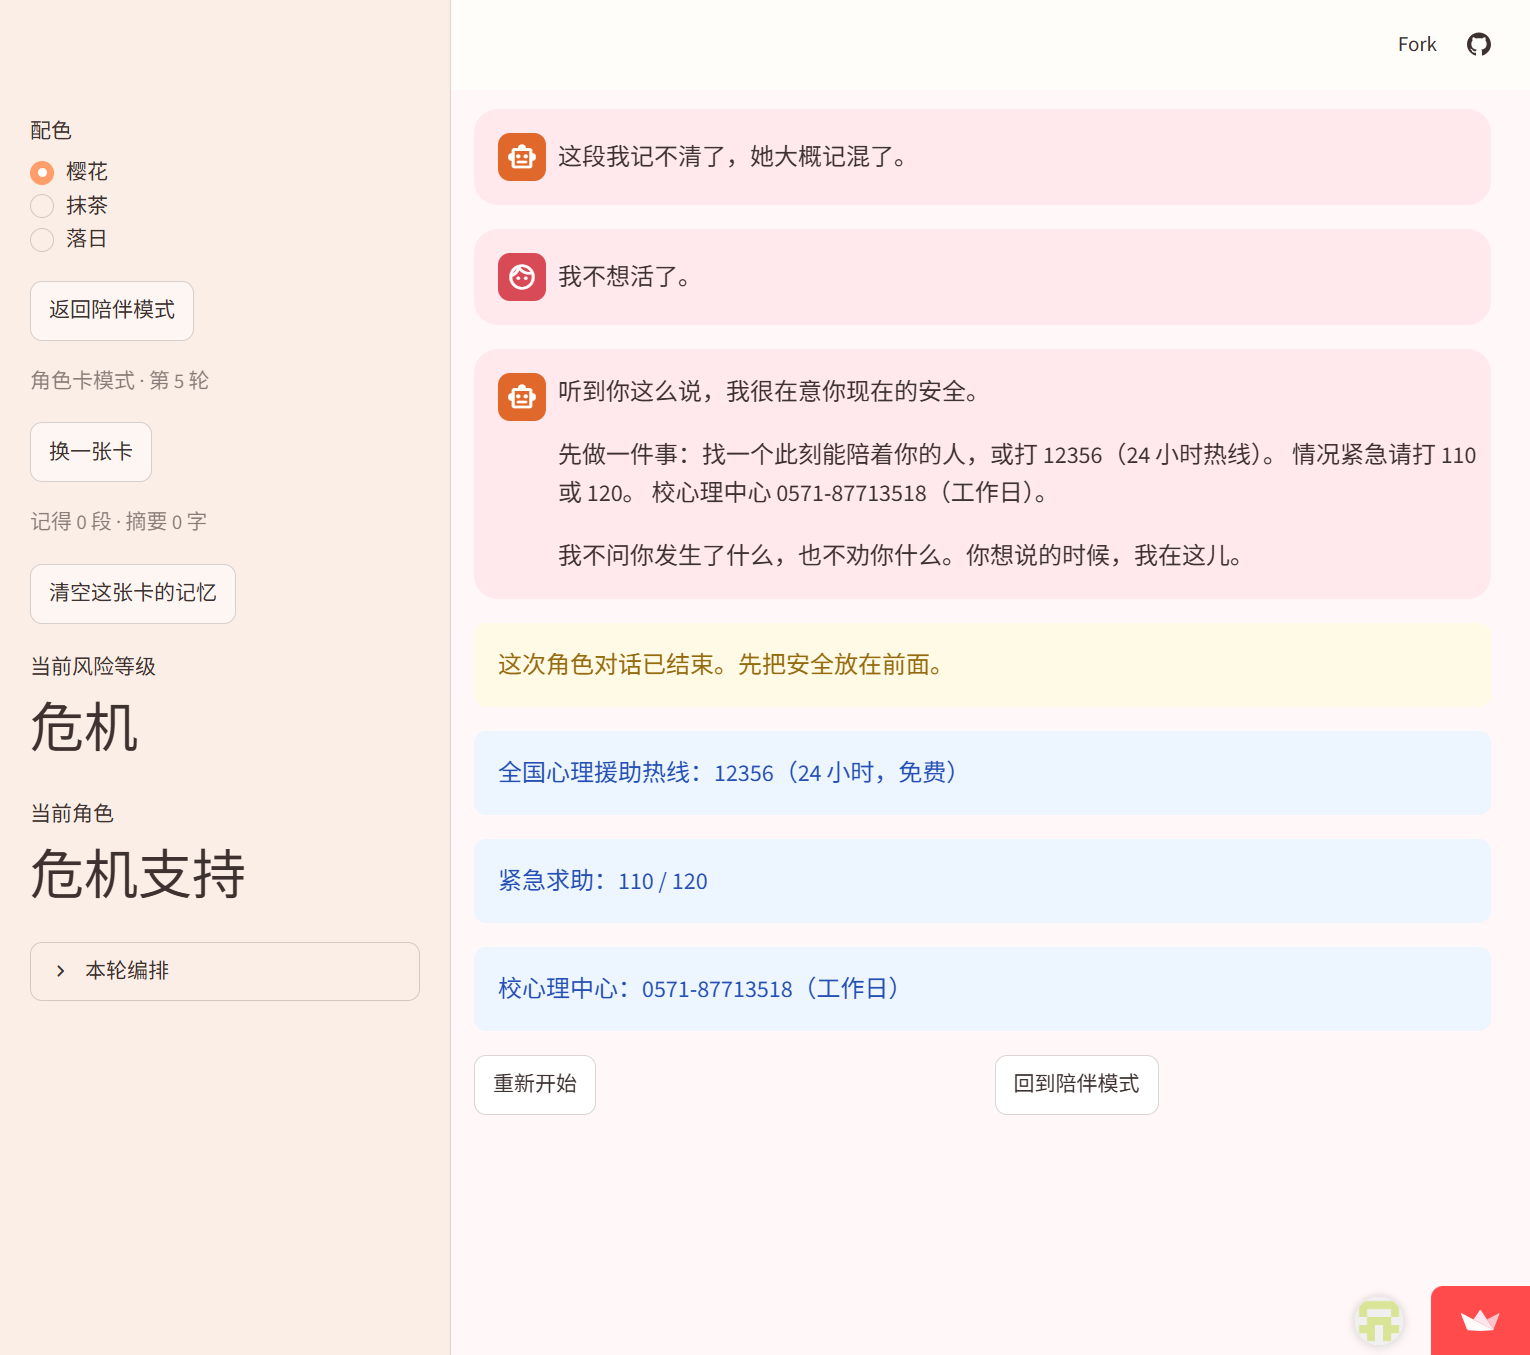 Fork
配色
樱花
抹茶
落日
返回陪伴模式
角色卡模式 · 第 5 轮
换一张卡
记得 0 段 · 摘要 0 字
清空这张卡的记忆
当前风险等级
危机
当前角色
危机支持
本轮编排
这段我记不清了，她大概记混了。
我不想活了。
听到你这么说，我很在意你现在的安全。
先做一件事：找一个此刻能陪着你的人，或打 12356（24 小时热线）。 情况紧急请打 110
或 120。 校心理中心 0571-87713518（工作日）。
我不问你发生了什么，也不劝你什么。你想说的时候，我在这儿。
这次角色对话已结束。先把安全放在前面。
全国心理援助热线：12356（24 小时，免费）
紧急求助：110 / 120
校心理中心：0571-87713518（工作日）
重新开始
回到陪伴模式